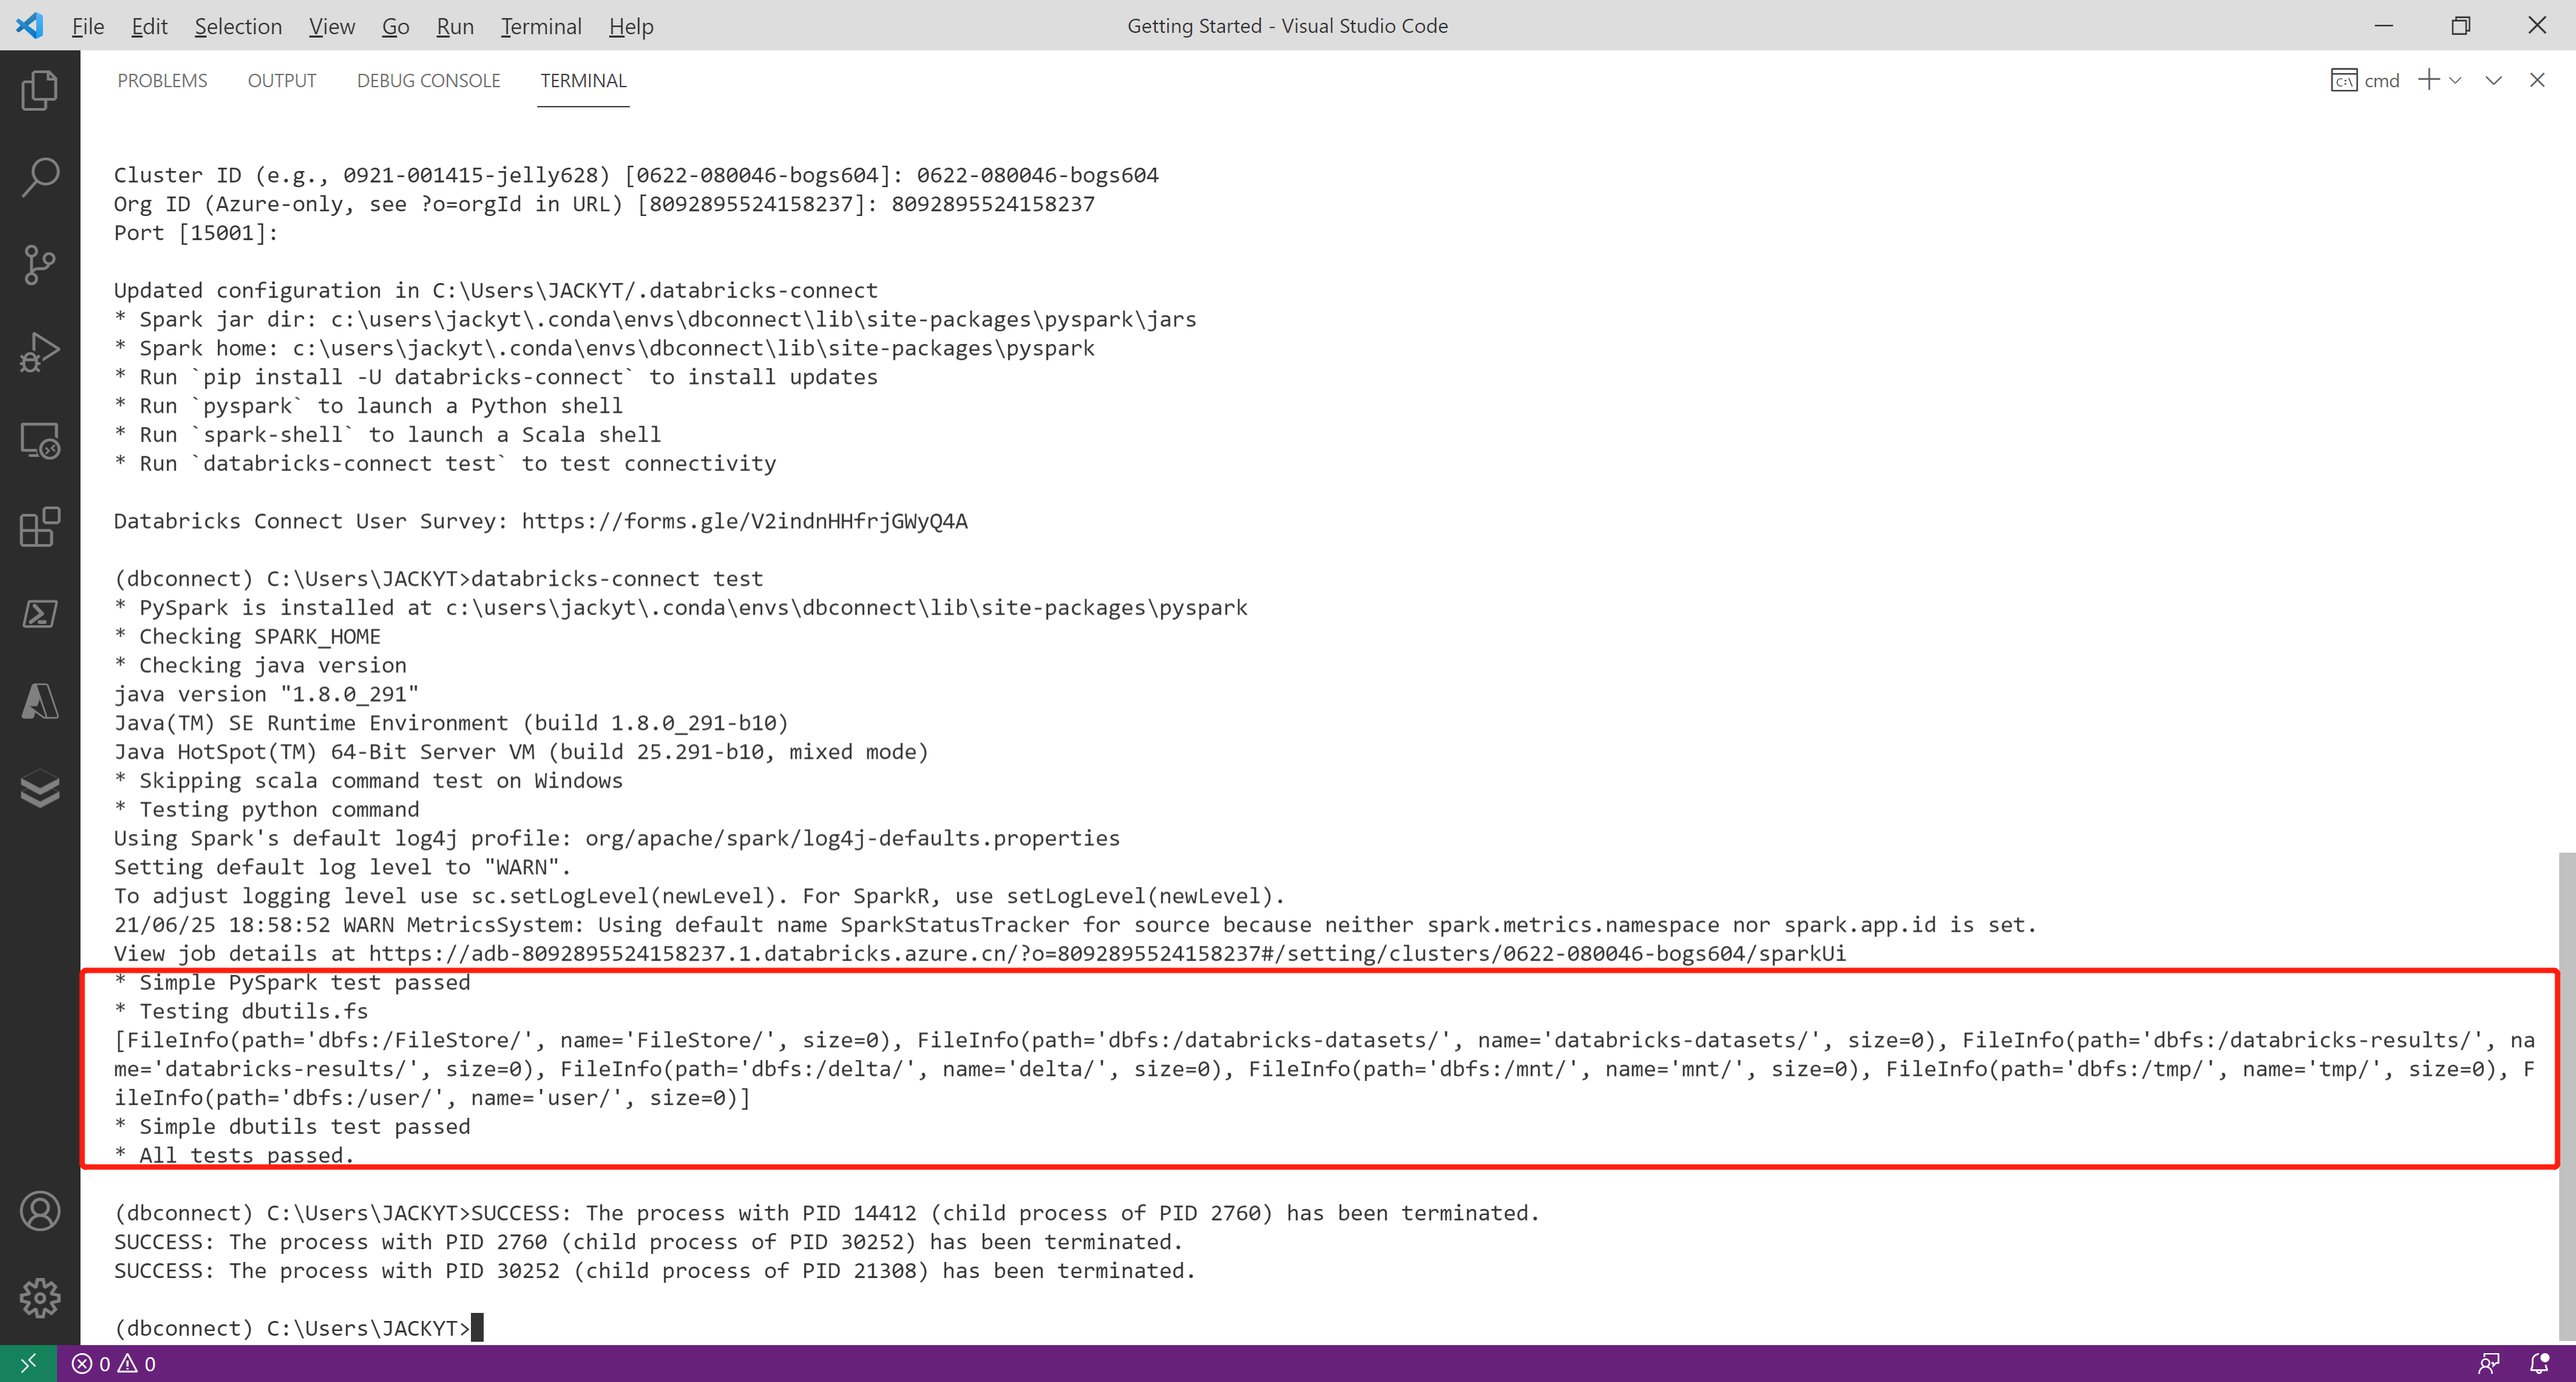 File Edit Selection View Go Run Terminal Help
Getting Started - Visual Studio Code
PROBLEMS OUTPUT DEBUG CONSOLE TERMINAL
cmd
Cluster ID (e.g., 0921-001415-jelly628) [0622-080046-bogs604]: 0622-080046-bogs604
Org ID (Azure-only, see ?o=orgId in URL) [8092895524158237]: 8092895524158237
Port [15001]:
Updated configuration in C:\Users\JACKYT/.databricks-connect
* Spark jar dir: c:\users\jackyt\.conda\envs\dbconnect\lib\site-packages\pyspark\jars
* Spark home: c:\users\jackyt\.conda\envs\dbconnect\lib\site-packages\pyspark
* Run `pip install -U databricks-connect` to install updates
* Run `pyspark` to launch a Python shell
* Run `spark-shell` to launch a Scala shell
* Run `databricks-connect test` to test connectivity
Databricks Connect User Survey: https://forms.gle/V2indnHHfrjGWyQ4A
(dbconnect) C:\Users\JACKYT>databricks-connect test
* PySpark is installed at c:\users\jackyt\.conda\envs\dbconnect\lib\site-packages\pyspark
* Checking SPARK_HOME
* Checking java version
java version "1.8.0_291"
Java(TM) SE Runtime Environment (build 1.8.0_291-b10)
Java HotSpot(TM) 64-Bit Server VM (build 25.291-b10, mixed mode)
* Skipping scala command test on Windows
* Testing python command
Using Spark's default log4j profile: org/apache/spark/log4j-defaults.properties
Setting default log level to "WARN".
To adjust logging level use sc.setLogLevel(newLevel). For SparkR, use setLogLevel(newLevel).
21/06/25 18:58:52 WARN MetricsSystem: Using default name SparkStatusTracker for source because neither spark.metrics.namespace nor spark.app.id is set.
View job details at https://adb-8092895524158237.1.databricks.azure.cn/?o=8092895524158237#/setting/clusters/0622-080046-bogs604/sparkUi
* Simple PySpark test passed
* Testing dbutils.fs
[FileInfo(path='dbfs:/FileStore/', name='FileStore/', size=0), FileInfo(path='dbfs:/databricks-datasets/', name='databricks-datasets/', size=0), FileInfo(path='dbfs:/databricks-results/', na
me='databricks-results/', size=0), FileInfo(path='dbfs:/delta/', name='delta/', size=0), FileInfo(path='dbfs:/mnt/', name='mnt/', size=0), FileInfo(path='dbfs:/tmp/', name='tmp/', size=0), F
ileInfo(path='dbfs:/user/', name='user/', size=0)]
* Simple dbutils test passed
* All tests passed.
(dbconnect) C:\Users\JACKYT>SUCCESS: The process with PID 14412 (child process of PID 2760) has been terminated.
SUCCESS: The process with PID 2760 (child process of PID 30252) has been terminated.
SUCCESS: The process with PID 30252 (child process of PID 21308) has been terminated.
(dbconnect) C:\Users\JACKYT>
0 0